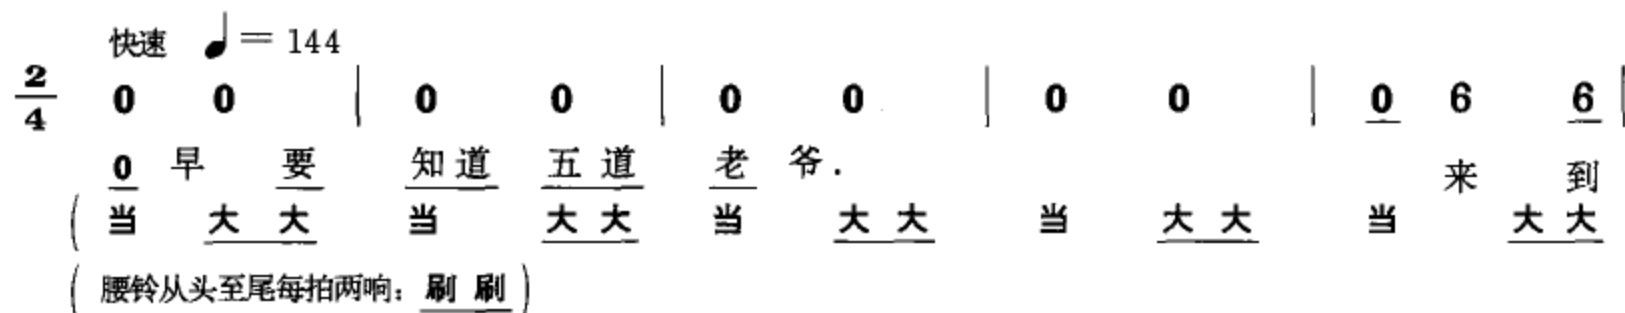 快速 ♩= 144
2/4 0 0 | 0 0 | 0 0 | 0 0 | 0 6 6 |
0 早 要 知 道 五 道 老 爷 . 来 到
( 当 大 大 当 大 大 当 大 大 当 大 大 当 大 大
( 腰铃从头至尾每拍两响: 刷 刷 )